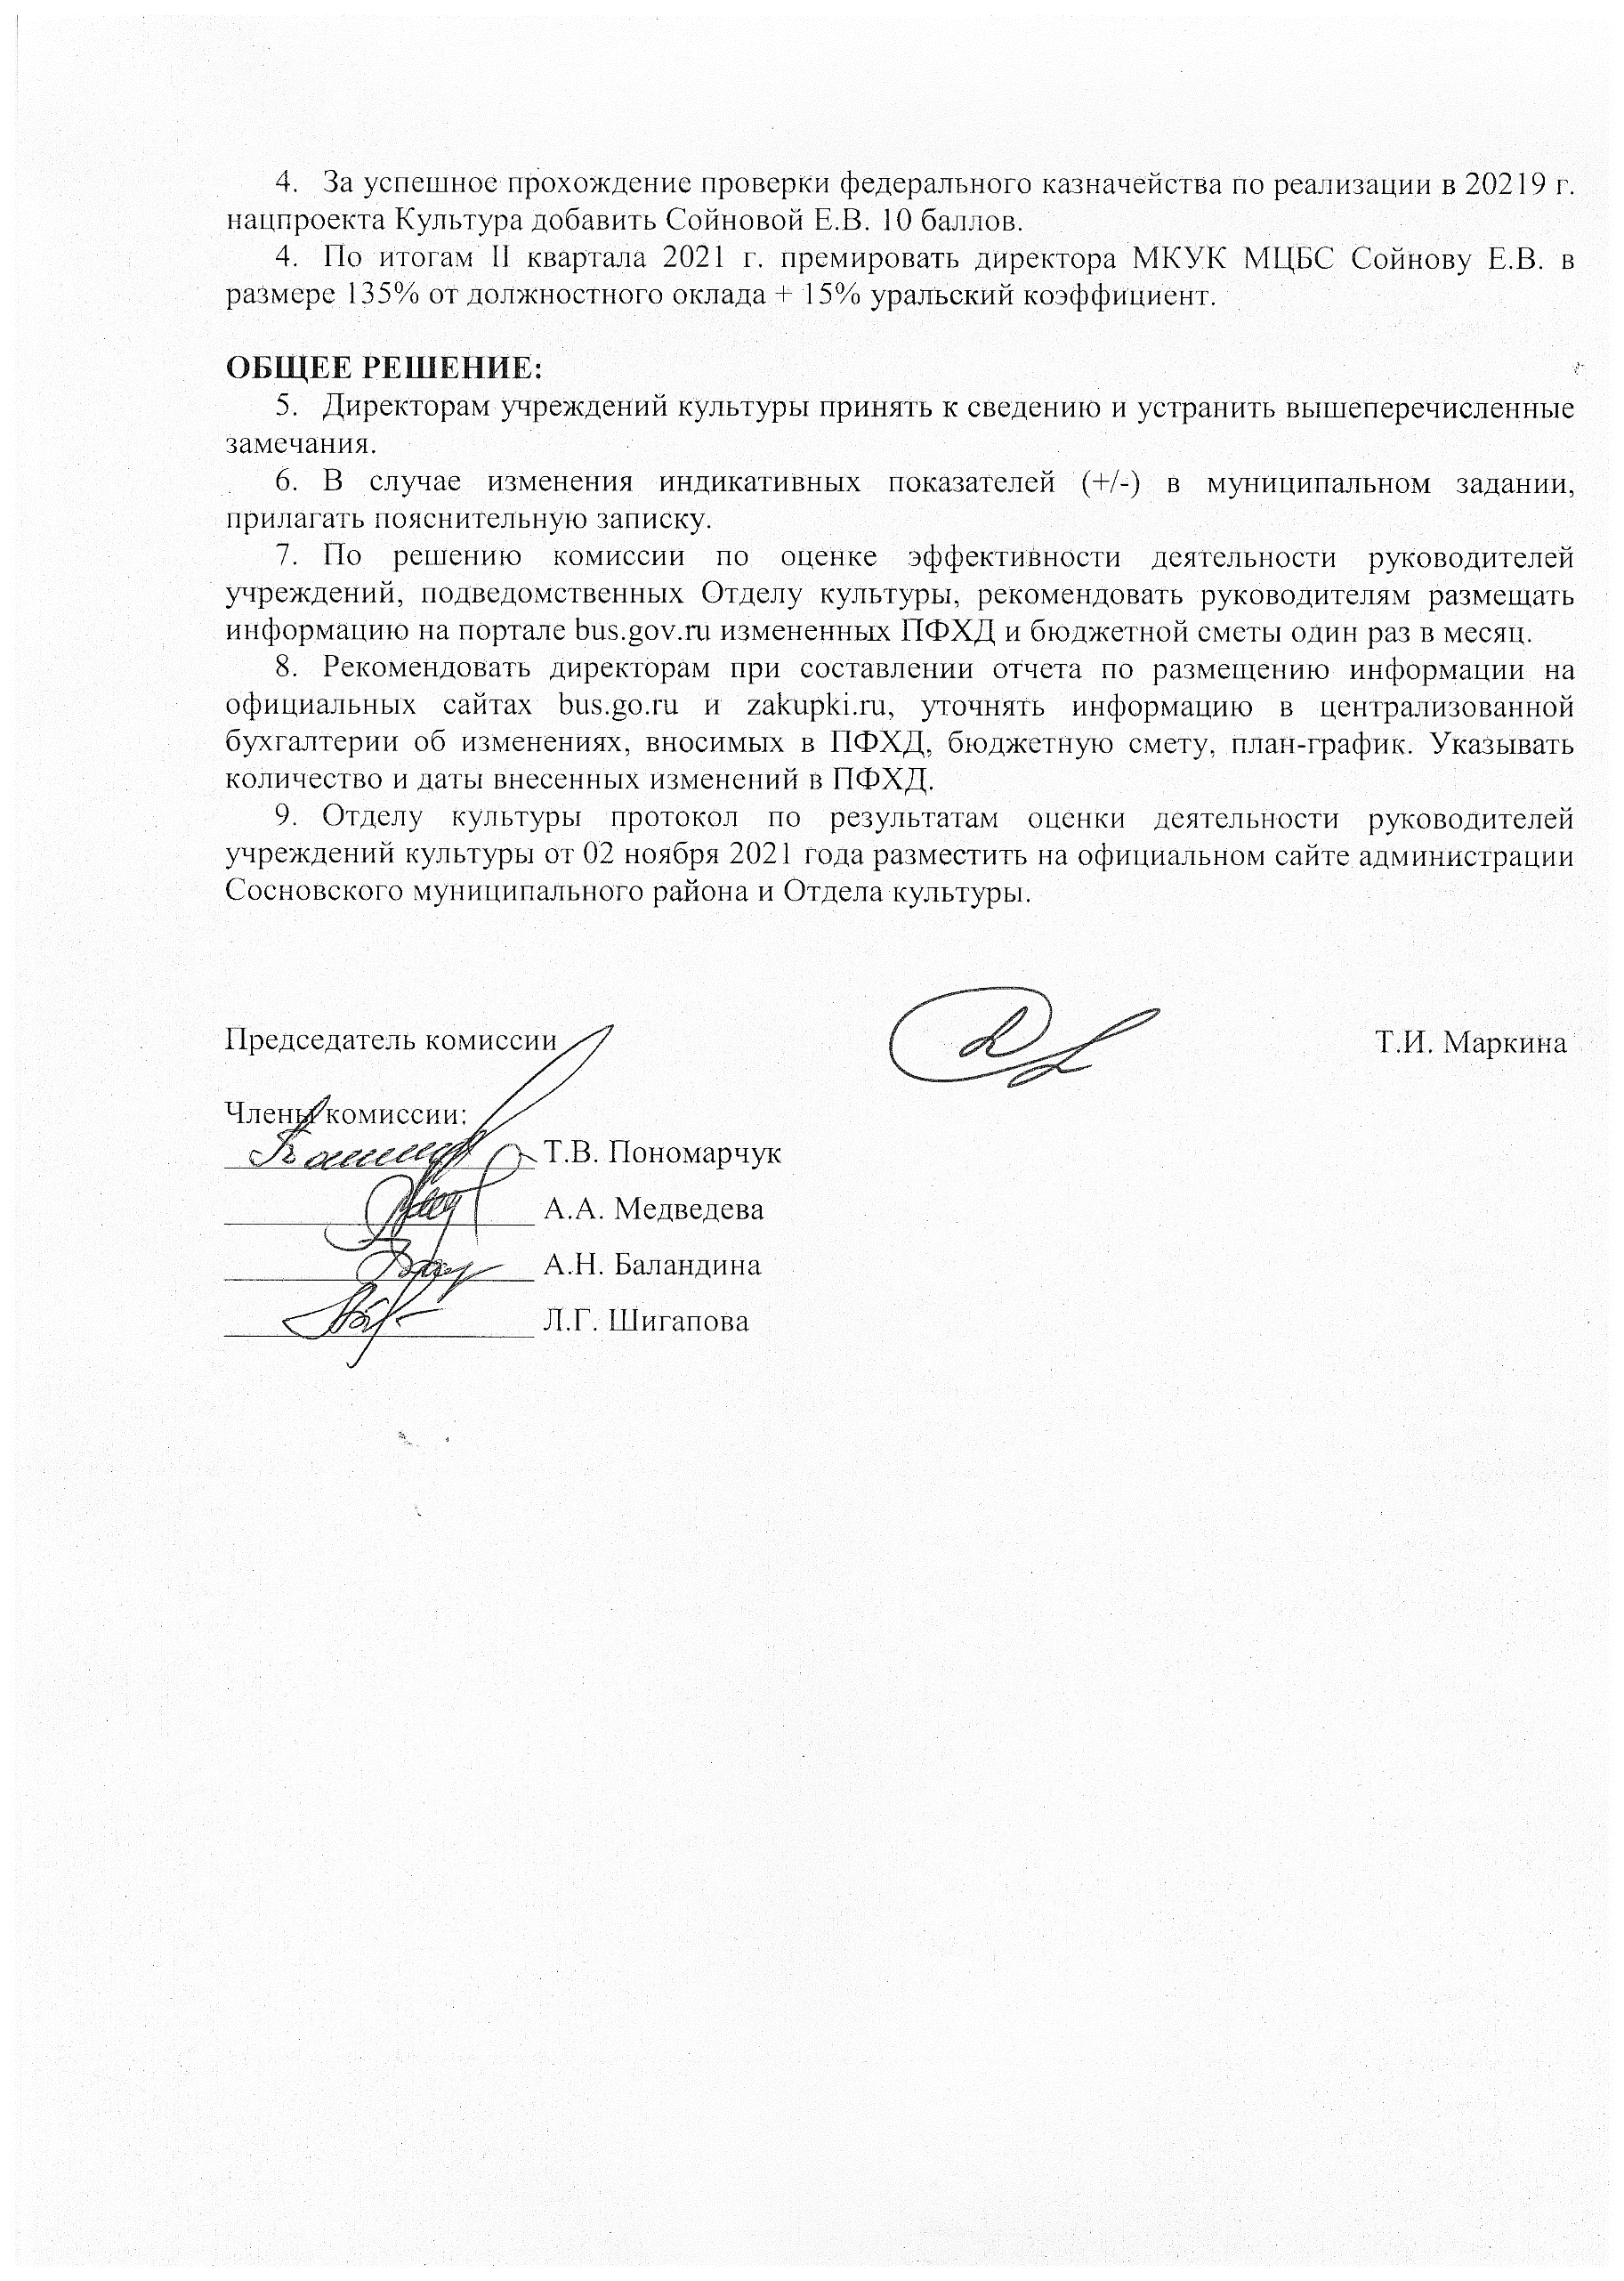 4. За успешное прохождение проверки федерального казначейства по реализации в 20219 г.
нацпроекта Культура добавить Сойновой Е.В. 10 баллов.
4. По итогам II квартала 2021 г. премировать директора МКУК МЦБС Сойнову Е.В. в
размере 135% от должностного оклада + 15% уральский коэффициент.
ОБЩЕЕ РЕШЕНИЕ:
5. Директорам учреждений культуры принять к сведению и устранить вышеперечисленные
замечания.
6. В случае изменения индикативных показателей (+/-) в муниципальном задании,
прилагать пояснительную записку.
7. По решению комиссии по оценке эффективности деятельности руководителей
учреждений, подведомственных Отделу культуры, рекомендовать руководителям размещать
информацию на портале bus.gov.ru измененных ПФХД и бюджетной сметы один раз в месяц.
8. Рекомендовать директорам при составлении отчета по размещению информации на
официальных сайтах bus.go.ru и zakupki.ru, уточнять информацию в централизованной
бухгалтерии об изменениях, вносимых в ПФХД, бюджетную смету, план-график. Указывать
количество и даты внесенных изменений в ПФХД.
9. Отделу культуры протокол по результатам оценки деятельности руководителей
учреждений культуры от 02 ноября 2021 года разместить на официальном сайте администрации
Сосновского муниципального района и Отдела культуры.
Председатель комиссии Т.И. Маркина
Члены комиссии:
Т.В. Пономарчук
А.А. Медведева
А.Н. Баландина
Л.Г. Шигапова